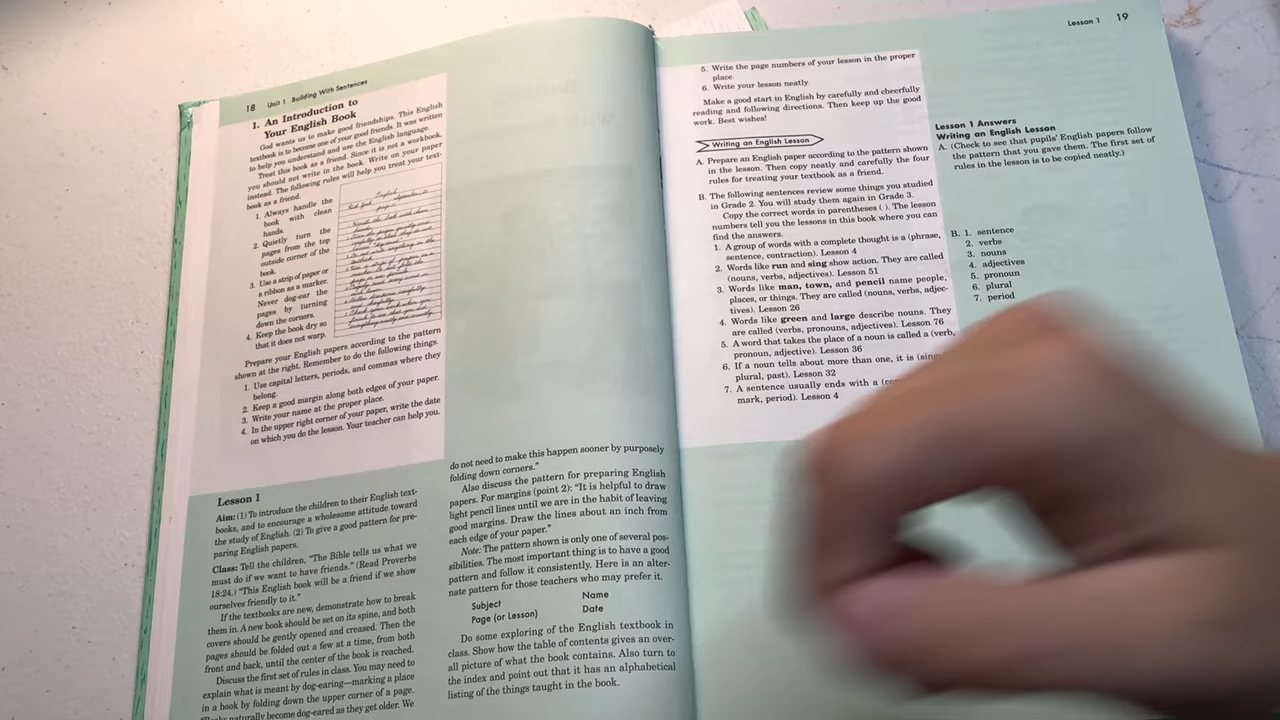 18 Unit 1 Building With Sentences
1. An Introduction to
Your English Book
God wants us to make good friendships. This English
textbook is to become one of your good friends. It was written
to help you understand and use the English language.
Treat this book as a friend. Since it is not a workbook,
you should not write in the book. Write on your paper
instead. The following rules will help you treat your text-
book as a friend.
1. Always handle the
book with clean
hands.
2. Quietly turn the
pages from the top
outside corner of the
book.
3. Use a strip of paper or
a ribbon as a marker.
Never dog-ear the
pages by turning
down the corners.
4. Keep the book dry so
that it does not warp.
English
Prepare your English papers according to the pattern
shown at the right. Remember to do the following things.
1. Use capital letters, periods, and commas where they
belong.
2. Keep a good margin along both edges of your paper.
3. Write your name at the proper place.
4. In the upper right corner of your paper, write the date
on which you do the lesson. Your teacher can help you.
Lesson 1
Aim: (1) To introduce the children to their English text-
books, and to encourage a wholesome attitude toward
the study of English. (2) To give a good pattern for pre-
paring English papers.
Class: Tell the children, "The Bible tells us what we
must do if we want to have friends." (Read Proverbs
18:24.) "This English book will be a friend if we show
ourselves friendly to it."
If the textbooks are new, demonstrate how to break
them in. A new book should be set on its spine, and both
covers should be gently opened and creased. Then the
pages should be folded out a few at a time, from both
front and back, until the center of the book is reached.
Discuss the first set of rules in class. You may need to
explain what is meant by dog-earing—marking a place
in a book by folding down the upper corner of a page.
"Books naturally become dog-eared as they get older. We
do not need to make this happen sooner by purposely
folding down corners."
Also discuss the pattern for preparing English
papers. For margins (point 2): "It is helpful to draw
light pencil lines until we are in the habit of leaving
good margins. Draw the lines about an inch from
each edge of your paper."
Note: The pattern shown is only one of several pos-
sibilities. The most important thing is to have a good
pattern and follow it consistently. Here is an alter-
nate pattern for those teachers who may prefer it.
Subject Name
Page (or Lesson) Date
Do some exploring of the English textbook in
class. Show how the table of contents gives an over-
all picture of what the book contains. Also turn to
the index and point out that it has an alphabetical
listing of the things taught in the book.
Lesson 1 19
5. Write the page numbers of your lesson in the proper
place.
6. Write your lesson neatly.
Make a good start in English by carefully and cheerfully
reading and following directions. Then keep up the good
work. Best wishes!
Writing an English Lesson
A. Prepare an English paper according to the pattern shown
in the lesson. Then copy neatly and carefully the four
rules for treating your textbook as a friend.
B. The following sentences review some things you studied
in Grade 2. You will study them again in Grade 3.
Copy the correct words in parentheses ( ). The lesson
numbers tell you the lessons in this book where you can
find the answers.
1. A group of words with a complete thought is a (phrase,
sentence, contraction). Lesson 4
2. Words like run and sing show action. They are called
(nouns, verbs, adjectives). Lesson 51
3. Words like man, town, and pencil name people,
places, or things. They are called (nouns, verbs, adjec-
tives). Lesson 26
4. Words like green and large describe nouns. They
are called (verbs, pronouns, adjectives). Lesson 76
5. A word that takes the place of a noun is called a (verb,
pronoun, adjective). Lesson 36
6. If a noun tells about more than one, it is
plural, past). Lesson 32
7. A sentence usually ends with a
mark, period). Lesson 4
Lesson 1 Answers
Writing an English Lesson
A. (Check to see that pupils' English papers follow
the pattern that you gave them. The first set of
rules in the lesson is to be copied neatly.)
B. 1. sentence
2. verbs
3. nouns
4. adjectives
5. pronoun
6. plural
7. period